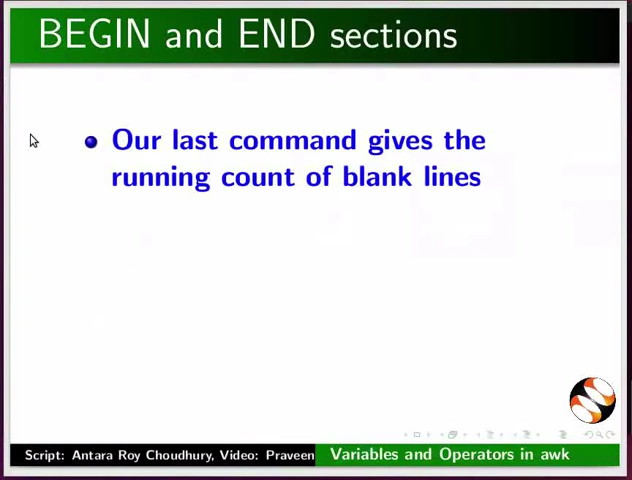 BEGIN and END sections
Our last command gives the
running count of blank lines
Script: Antara Roy Choudhury, Video: Praveen
Variables and Operators in awk